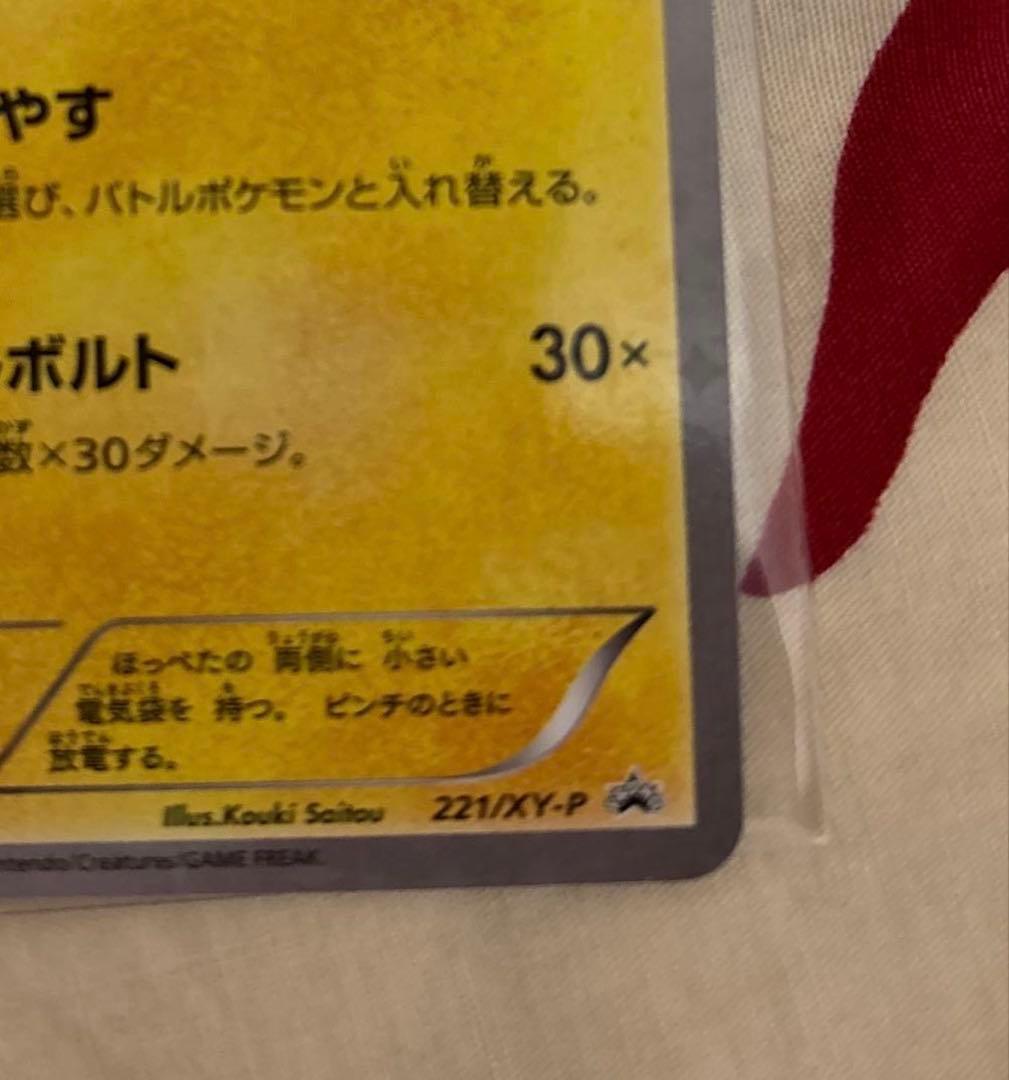 やす
選び、バトルポケモンと入れ替える。
ボルト 30×
数×30ダメージ。
ほっぺたの 両側に 小さい
電気袋を 持つ。 ピンチのときに
放電する。
Illus.Kouki Saitou 221/XY-P
ntendo/Creatures/GAME FREAK.